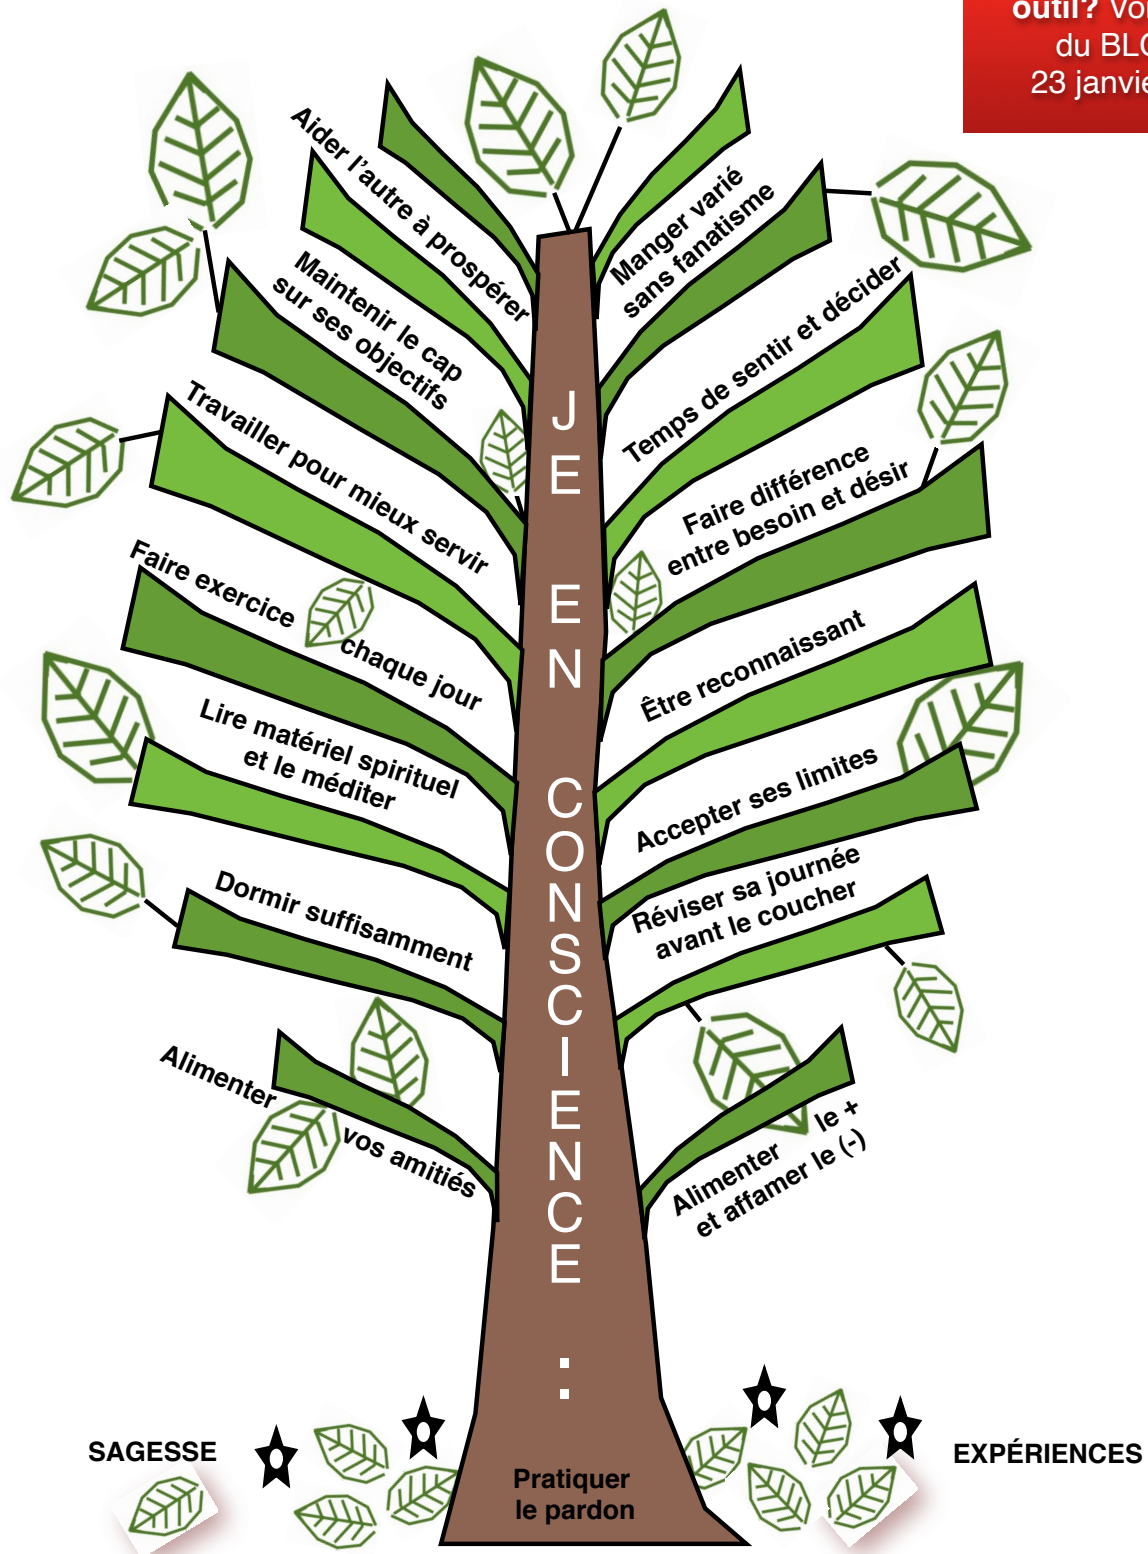 outil?
du
23
Aider l'autre à prospérer
Maintenir le cap
sur ses objectifs
Travailler pour mieux servir
Faire exercice
chaque jour
Lire matériel spirituel
et le méditer
Dormir suffisamment
Alimenter
vos amitiés
JE EN CONSCIENCE :
Manger varié
sans fanatisme
Temps de sentir et décider
Faire différence
entre besoin et désir
Être reconnaissant
Accepter ses limites
Réviser sa journée
avant le coucher
Alimenter le +
et affamer le (-)
SAGESSE
EXPÉRIENCES
Pratiquer
le pardon